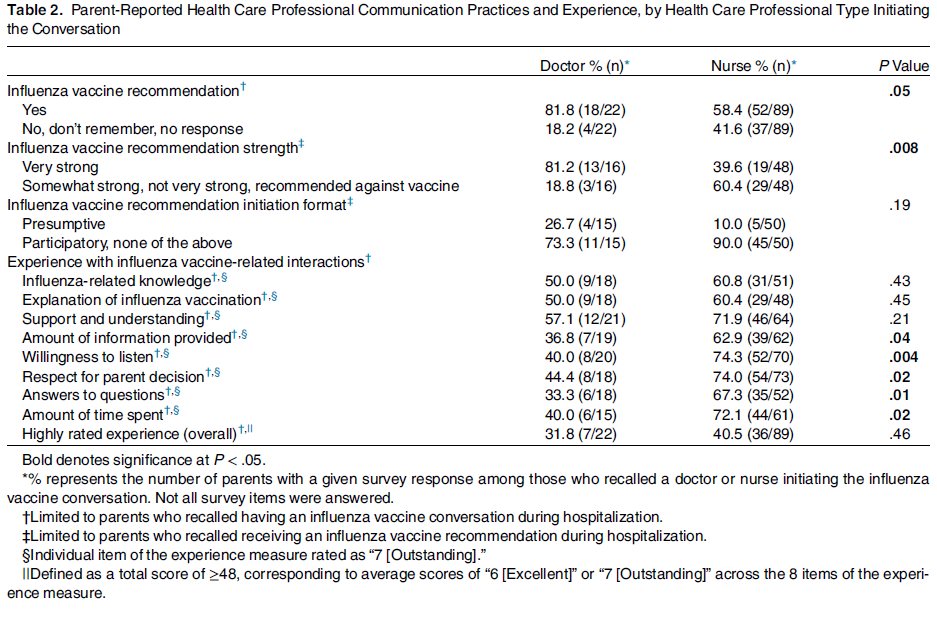 Table 2. Parent-Reported Health Care Professional Communication Practices and Experience, by Health Care Professional Type Initiating
the Conversation
Doctor % (n)* Nurse % (n)* P Value
Influenza vaccine recommendation† .05
Yes 81.8 (18/22) 58.4 (52/89)
No, don't remember, no response 18.2 (4/22) 41.6 (37/89)
Influenza vaccine recommendation strength‡ .008
Very strong 81.2 (13/16) 39.6 (19/48)
Somewhat strong, not very strong, recommended against vaccine 18.8 (3/16) 60.4 (29/48)
Influenza vaccine recommendation initiation format‡ .19
Presumptive 26.7 (4/15) 10.0 (5/50)
Participatory, none of the above 73.3 (11/15) 90.0 (45/50)
Experience with influenza vaccine-related interactions†
Influenza-related knowledge†,§ 50.0 (9/18) 60.8 (31/51) .43
Explanation of influenza vaccination†,§ 50.0 (9/18) 60.4 (29/48) .45
Support and understanding†,§ 57.1 (12/21) 71.9 (46/64) .21
Amount of information provided†,§ 36.8 (7/19) 62.9 (39/62) .04
Willingness to listen†,§ 40.0 (8/20) 74.3 (52/70) .004
Respect for parent decision†,§ 44.4 (8/18) 74.0 (54/73) .02
Answers to questions†,§ 33.3 (6/18) 67.3 (35/52) .01
Amount of time spent†,§ 40.0 (6/15) 72.1 (44/61) .02
Highly rated experience (overall)†,|| 31.8 (7/22) 40.5 (36/89) .46
Bold denotes significance at P < .05.
*% represents the number of parents with a given survey response among those who recalled a doctor or nurse initiating the influenza
vaccine conversation. Not all survey items were answered.
†Limited to parents who recalled having an influenza vaccine conversation during hospitalization.
‡Limited to parents who recalled receiving an influenza vaccine recommendation during hospitalization.
§Individual item of the experience measure rated as "7 [Outstanding]."
||Defined as a total score of ≥48, corresponding to average scores of "6 [Excellent]" or "7 [Outstanding]" across the 8 items of the experi-
ence measure.